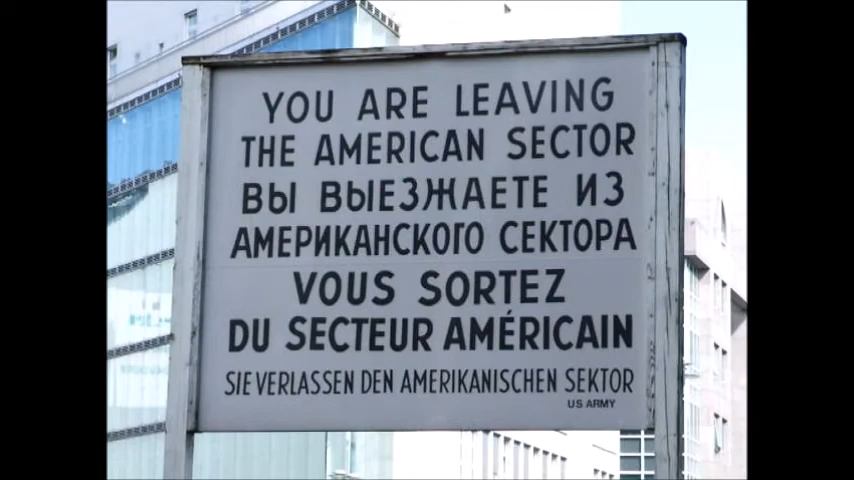 YOU ARE LEAVING
THE AMERICAN SECTOR
ВЫ ВЫЕЗЖАЕТЕ ИЗ
АМЕРИКАНСКОГО СЕКТОРА
VOUS SORTEZ
DU SECTEUR AMÉRICAIN
SIE VERLASSEN DEN AMERIKANISCHEN SEKTOR
US ARMY